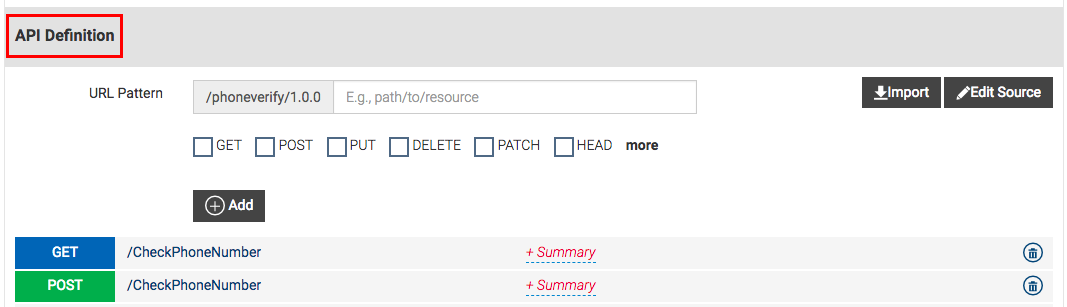 API Definition
URL Pattern /phoneverify/1.0.0 E.g., path/to/resource Import Edit Source
GET POST PUT DELETE PATCH HEAD more
Add
GET /CheckPhoneNumber + Summary
POST /CheckPhoneNumber + Summary